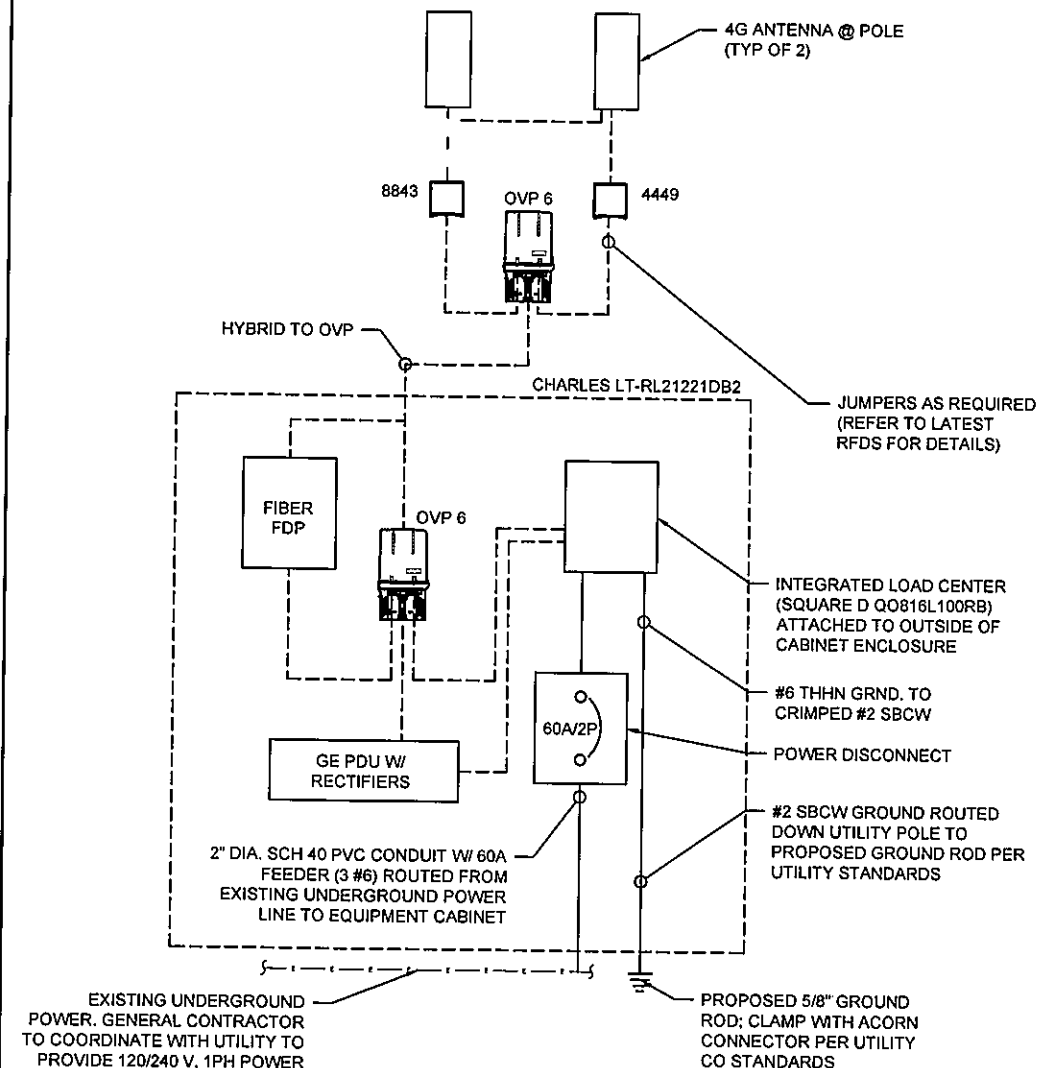 4G ANTENNA @ POLE
(TYP OF 2)
8843
OVP 6
4449
HYBRID TO OVP
CHARLES LT-RL21221DB2
JUMPERS AS REQUIRED
(REFER TO LATEST
RFDS FOR DETAILS)
FIBER
FDP
OVP 6
INTEGRATED LOAD CENTER
(SQUARE D QO816L100RB)
ATTACHED TO OUTSIDE OF
CABINET ENCLOSURE
#6 THHN GRND. TO
CRIMPED #2 SBCW
60A/2P
POWER DISCONNECT
GE PDU W/
RECTIFIERS
#2 SBCW GROUND ROUTED
DOWN UTILITY POLE TO
PROPOSED GROUND ROD PER
UTILITY STANDARDS
2" DIA. SCH 40 PVC CONDUIT W/ 60A
FEEDER (3 #6) ROUTED FROM
EXISTING UNDERGROUND POWER
LINE TO EQUIPMENT CABINET
EXISTING UNDERGROUND
POWER. GENERAL CONTRACTOR
TO COORDINATE WITH UTILITY TO
PROVIDE 120/240 V, 1PH POWER
PROPOSED 5/8" GROUND
ROD; CLAMP WITH ACORN
CONNECTOR PER UTILITY
CO STANDARDS